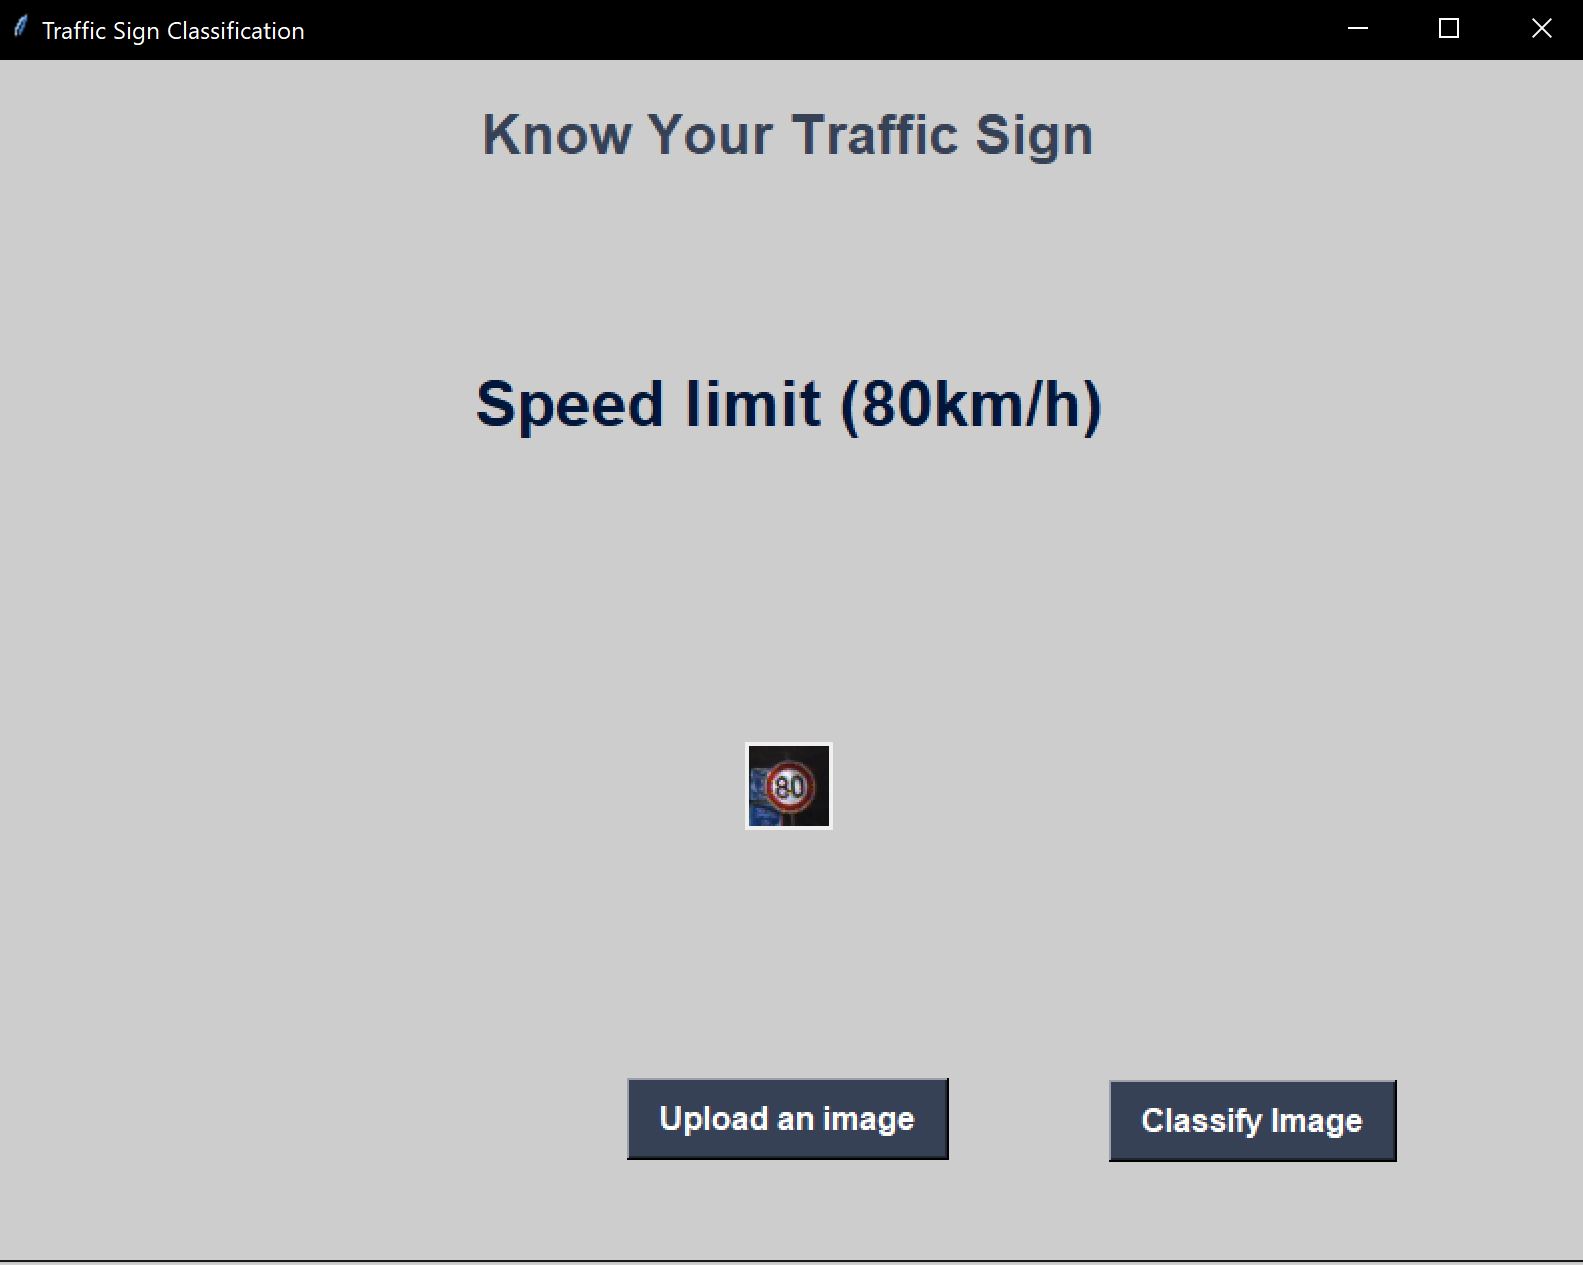 Traffic Sign Classification
Know Your Traffic Sign
Speed limit (80km/h)
80
Upload an image
Classify Image